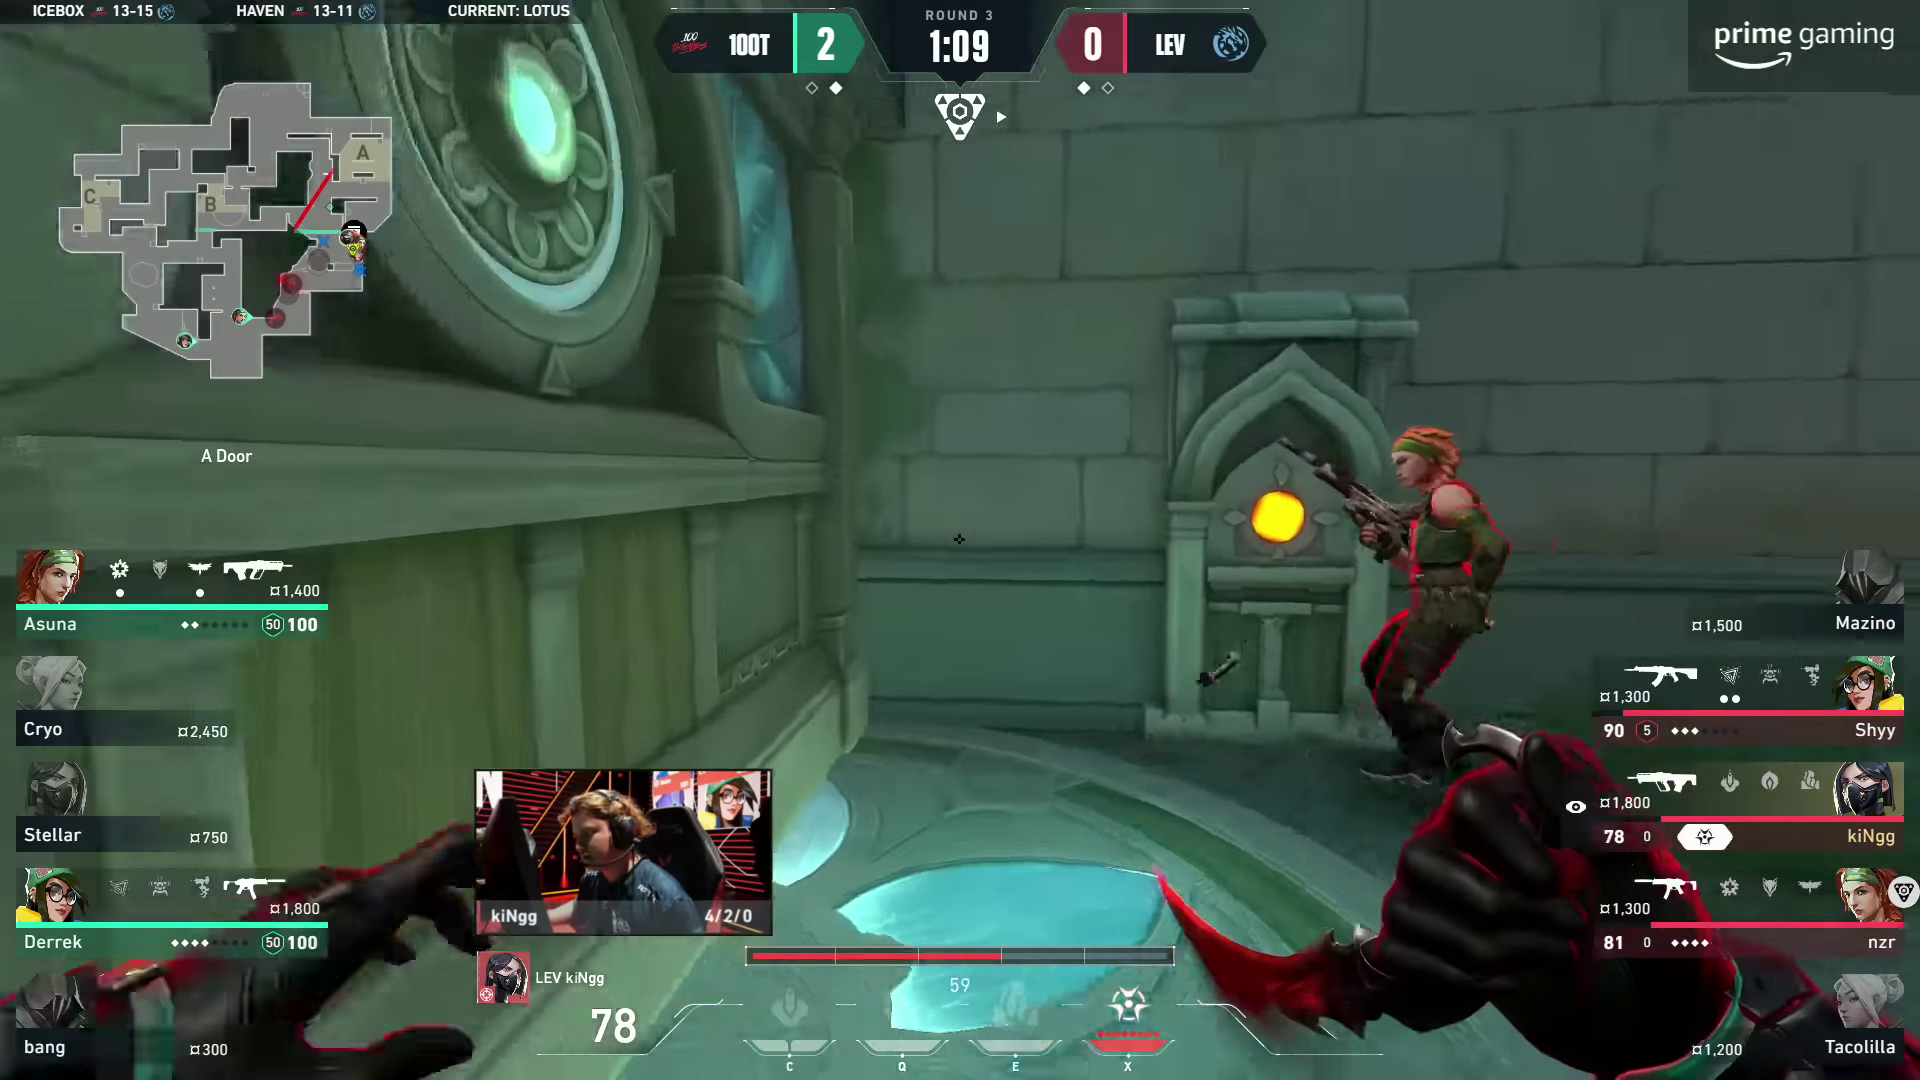 ICEBOX 13-15 HAVEN 13-11 CURRENT: LOTUS
100 THIEVES 100T 2 ROUND 3 1:09 0 LEV
prime gaming
A
C
B
A Door
1,400
Asuna 50 100
Cryo 2,450
Stellar 750
1,800
Derrek 50 100
bang 300
1,500 Mazino
1,300
90 5 Shyy
1,800
78 0 kiNgg
1,300
81 0 nzr
1,200 Tacolilla
kiNgg 4/2/0
LEV kiNgg
59
78
C Q E X